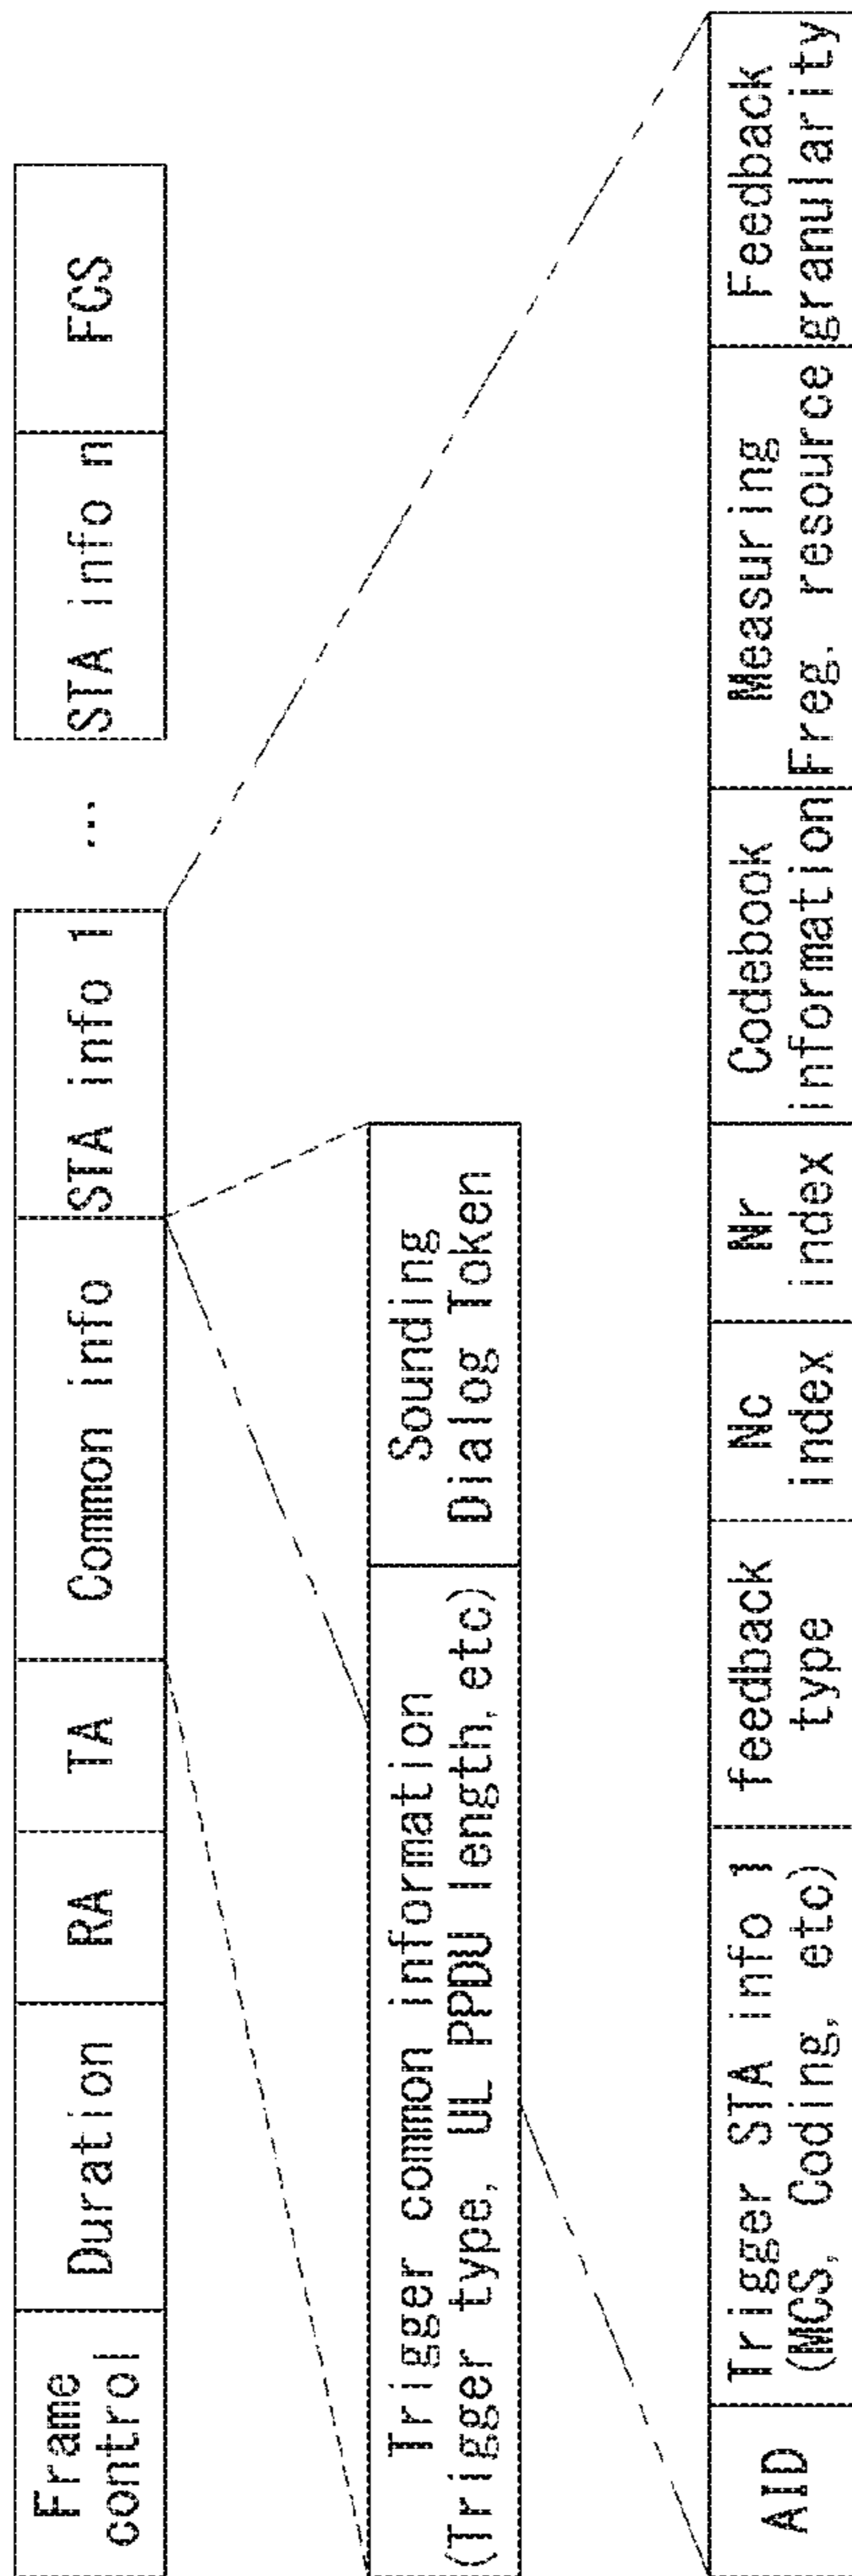 Frame
control
Duration
RA
TA
Common info
STA info 1
...
STA info n
FCS
Trigger common information
(Trigger type, UL PPDU length, etc)
Sounding
Dialog Token
AID
Trigger STA info 1
(MCS, Coding, etc)
feedback
type
Nc
index
Nr
index
Codebook
information
Measuring
Freg. resource
Feedback
granularity